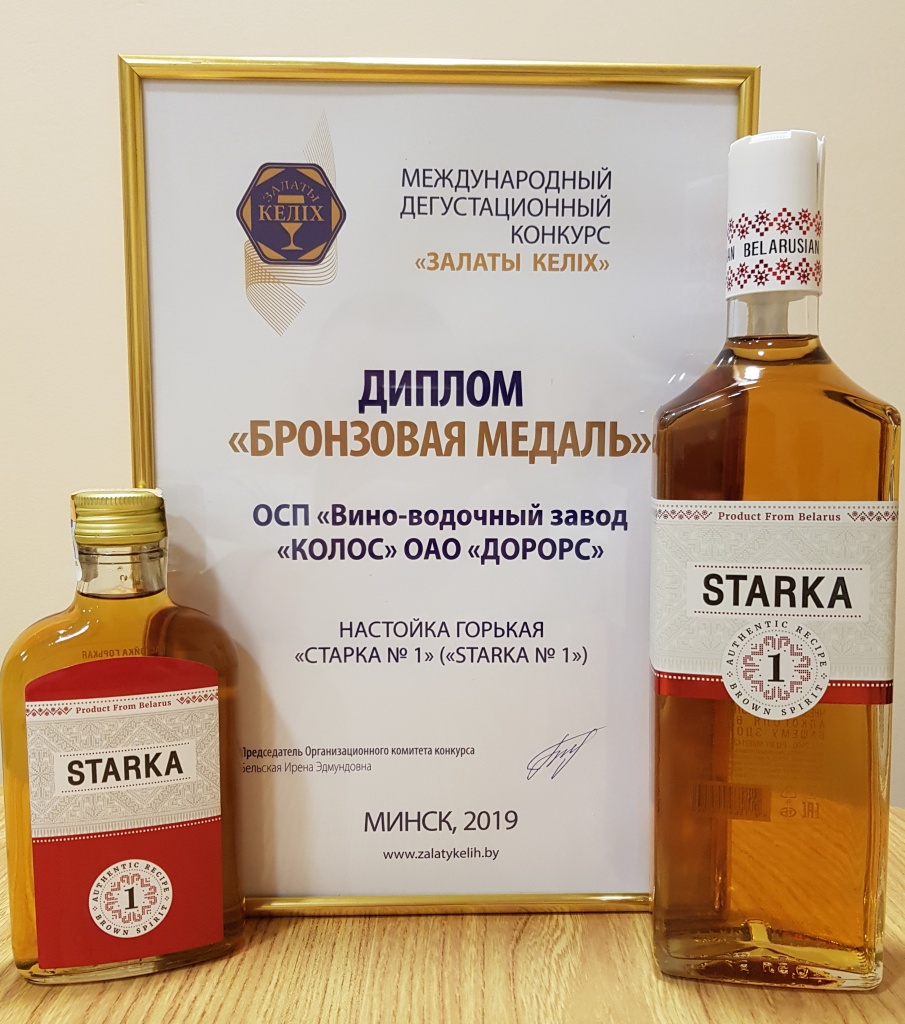 ЗАЛАТЫ
КЕЛІХ
МЕЖДУНАРОДНЫЙ
ДЕГУСТАЦИОННЫЙ
КОНКУРС
«ЗАЛАТЫ КЕЛІХ»
ДИПЛОМ
«БРОНЗОВАЯ МЕДАЛЬ»
ОСП «Вино-водочный завод
«КОЛОС» ОАО «ДОРОРС»
НАСТОЙКА ГОРЬКАЯ
«СТАРКА № 1» («STARKA № 1»)
Председатель Организационного комитета конкурса
Бельская Ирена Эдмундовна
МИНСК, 2019
www.zalatykelih.by
Product From Belarus
STARKA
AUTHENTIC RECIPE
1
BROWN SPIRIT
BELARUSIAN
Product From Belarus
STARKA
AUTHENTIC RECIPE
1
BROWN SPIRIT